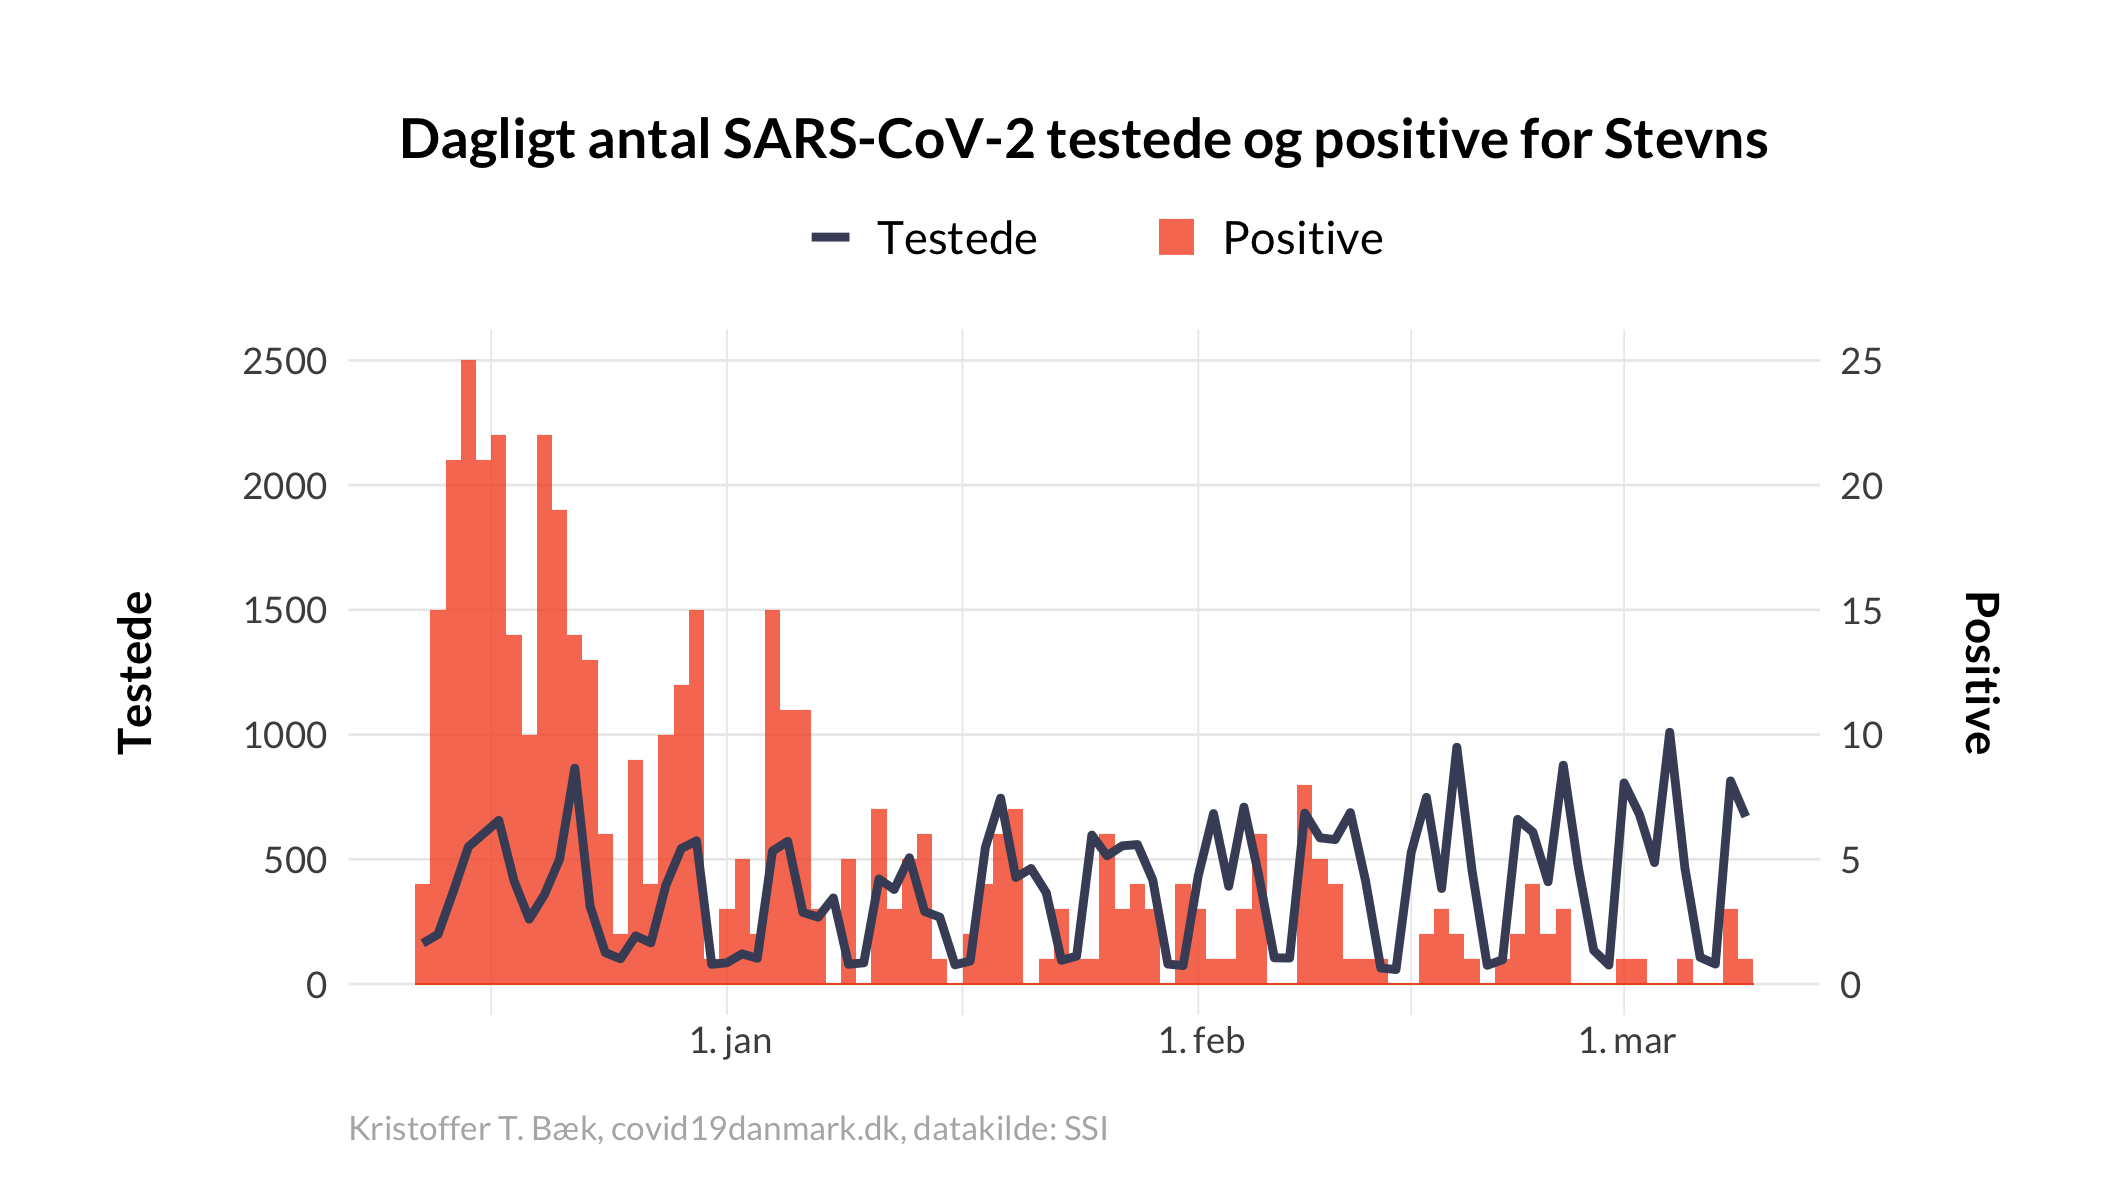 Dagligt antal SARS-CoV-2 testede og positive for Stevns
Testede Positive
2500 25
2000 20
1500 15
1000 10
500 5
0 0
Testede
Positive
1. jan 1. feb 1. mar
Kristoffer T. Bæk, covid19danmark.dk, datakilde: SSI